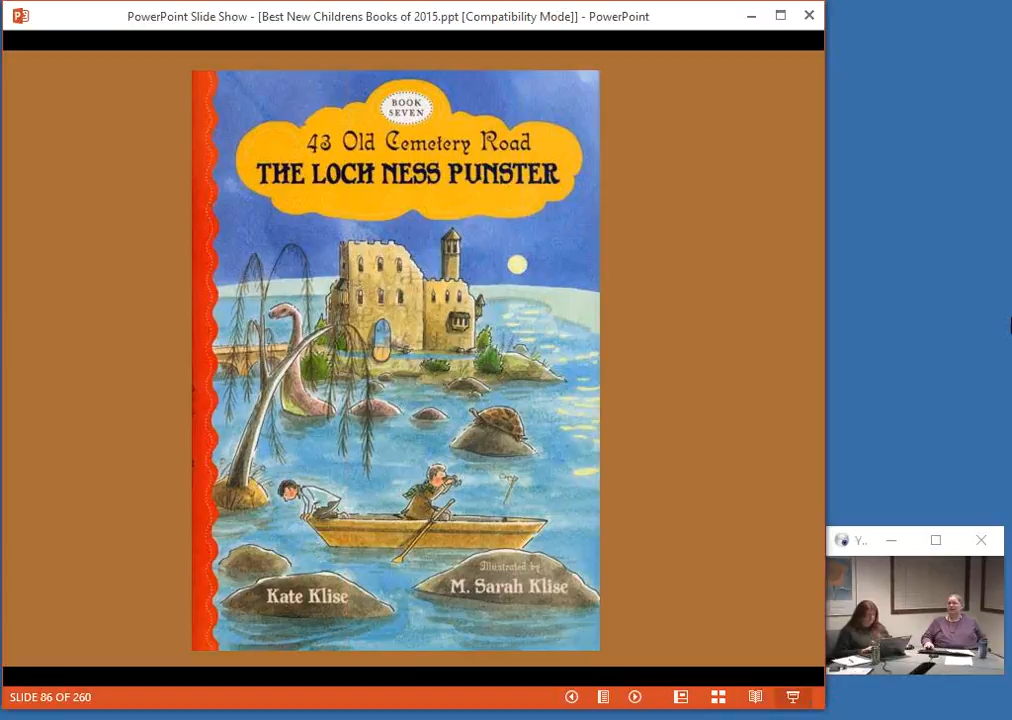 PowerPoint Slide Show - [Best New Childrens Books of 2015.ppt [Compatibility Mode]] - PowerPoint
BOOK
SEVEN
43 Old Cemetery Road
THE LOCH NESS PUNSTER
Y..
Illustrated by
Kate Klise
M. Sarah Klise
SLIDE 86 OF 260